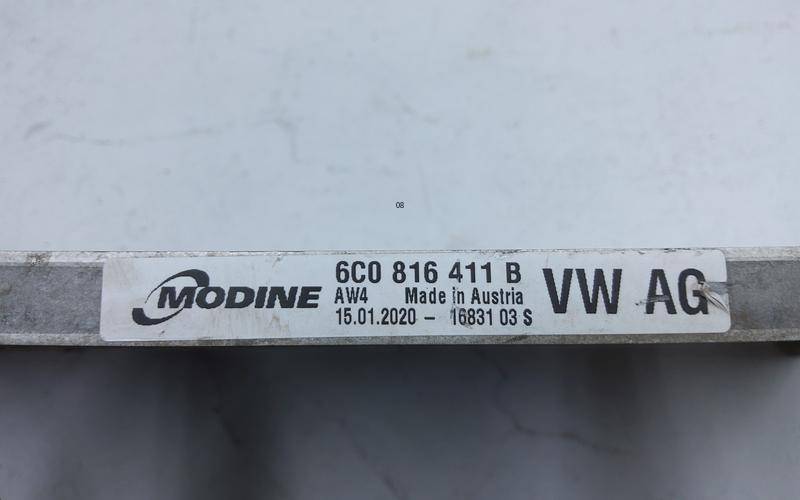 08
MODINE
6C0 816 411 B
AW4 Made in Austria
15.01.2020 – 16831 03 S
VW AG